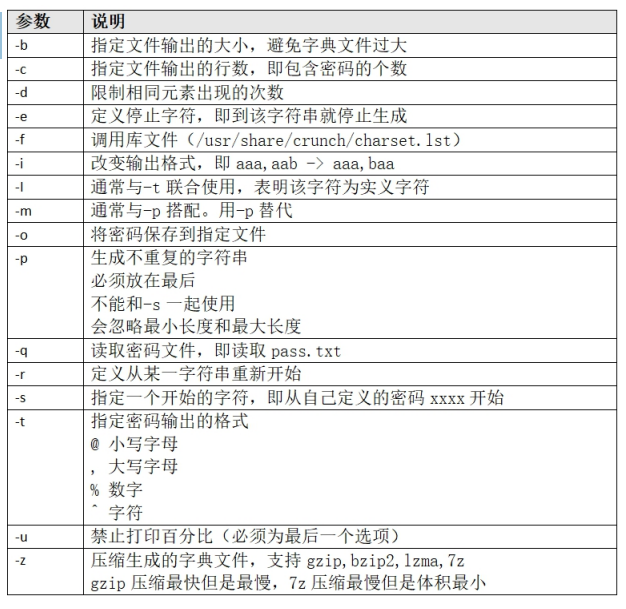 参数 说明
-b 指定文件输出的大小，避免字典文件过大
-c 指定文件输出的行数，即包含密码的个数
-d 限制相同元素出现的次数
-e 定义停止字符，即到该字符串就停止生成
-f 调用库文件（/usr/share/crunch/charset.lst）
-i 改变输出格式，即 aaa,aab -> aaa,baa
-l 通常与-t 联合使用，表明该字符为实义字符
-m 通常与-p 搭配。用-p 替代
-o 将密码保存到指定文件
-p 生成不重复的字符串
必须放在最后
不能和-s 一起使用
会忽略最小长度和最大长度
-q 读取密码文件，即读取 pass.txt
-r 定义从某一字符串重新开始
-s 指定一个开始的字符，即从自己定义的密码 xxxx 开始
-t 指定密码输出的格式
@ 小写字母
, 大写字母
% 数字
^ 字符
-u 禁止打印百分比（必须为最后一个选项）
-z 压缩生成的字典文件，支持 gzip,bzip2,lzma,7z
gzip 压缩最快但是最慢，7z 压缩最慢但是体积最小